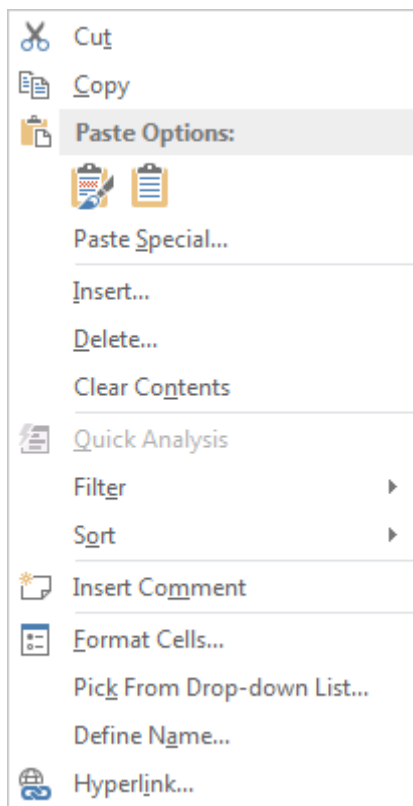 Cut
Copy
Paste Options:
Paste Special...
Insert...
Delete...
Clear Contents
Quick Analysis
Filter
Sort
Insert Comment
Format Cells...
Pick From Drop-down List...
Define Name...
Hyperlink...